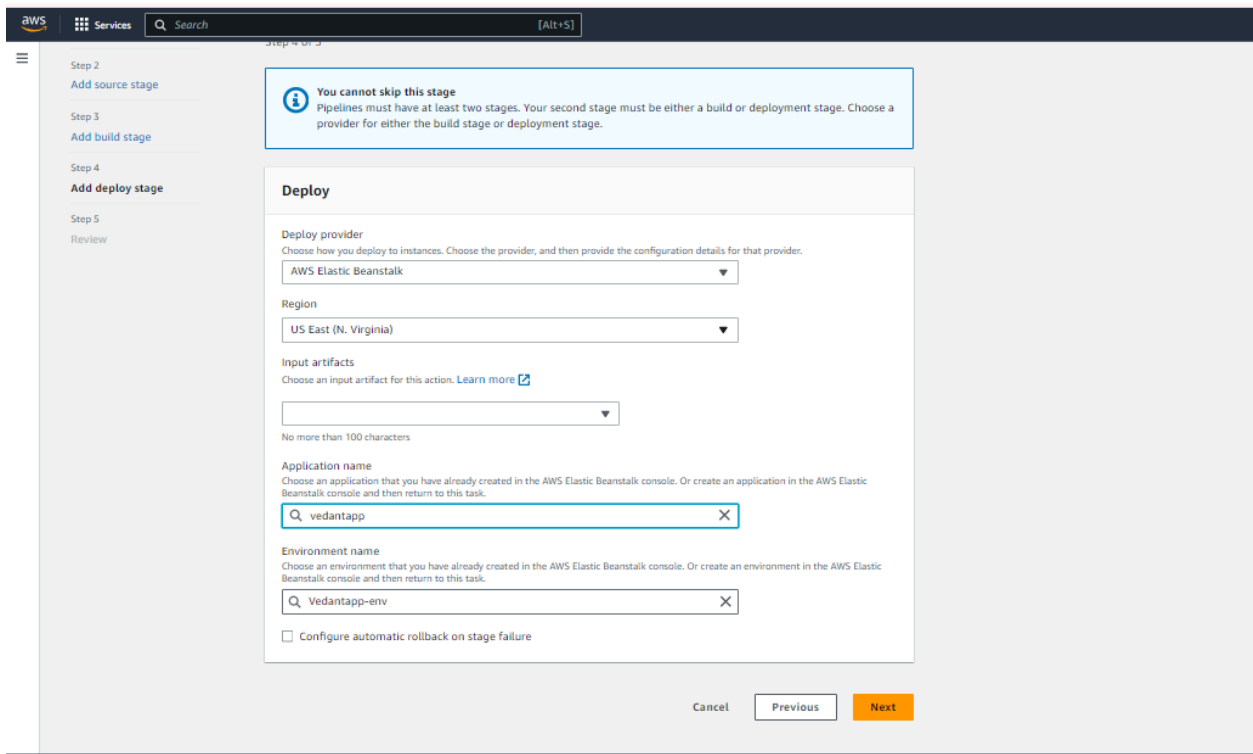 aws
Services
Search
[Alt+S]
Step 4 of 5
Step 2
Add source stage
Step 3
Add build stage
Step 4
Add deploy stage
Step 5
Review
You cannot skip this stage
Pipelines must have at least two stages. Your second stage must be either a build or deployment stage. Choose a
provider for either the build stage or deployment stage.
Deploy
Deploy provider
Choose how you deploy to instances. Choose the provider, and then provide the configuration details for that provider.
AWS Elastic Beanstalk
Region
US East (N. Virginia)
Input artifacts
Choose an input artifact for this action. Learn more
No more than 100 characters
Application name
Choose an application that you have already created in the AWS Elastic Beanstalk console. Or create an application in the AWS Elastic
Beanstalk console and then return to this task.
vedantapp
Environment name
Choose an environment that you have already created in the AWS Elastic Beanstalk console. Or create an environment in the AWS Elastic
Beanstalk console and then return to this task.
Vedantapp-env
Configure automatic rollback on stage failure
Cancel
Previous
Next